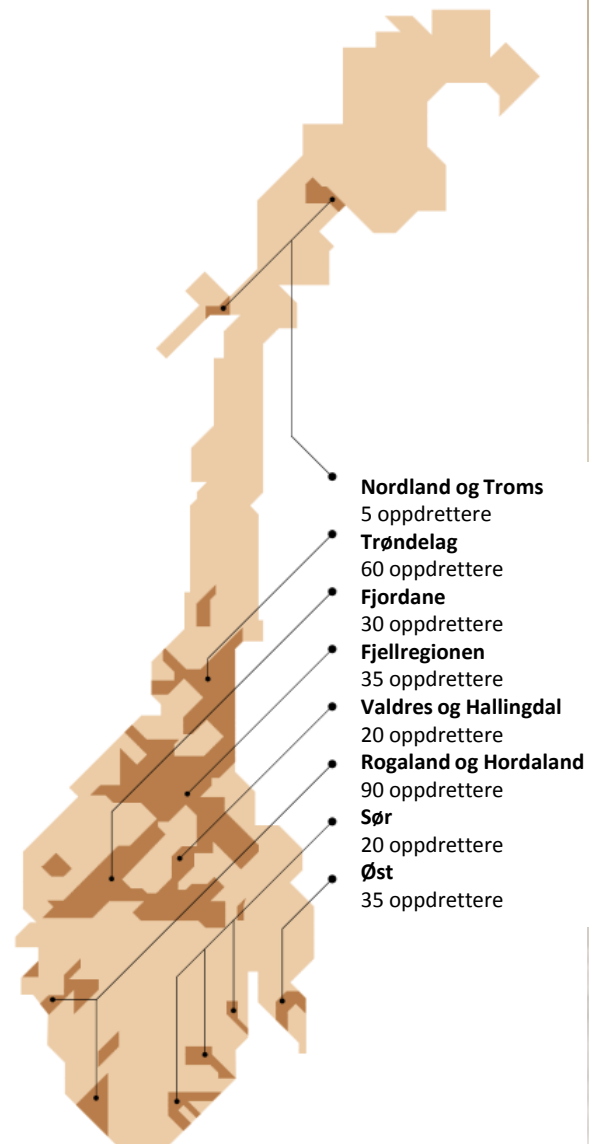 Nordland og Troms
5 oppdrettere
Trøndelag
60 oppdrettere
Fjordane
30 oppdrettere
Fjellregionen
35 oppdrettere
Valdres og Hallingdal
20 oppdrettere
Rogaland og Hordaland
90 oppdrettere
Sør
20 oppdrettere
Øst
35 oppdrettere